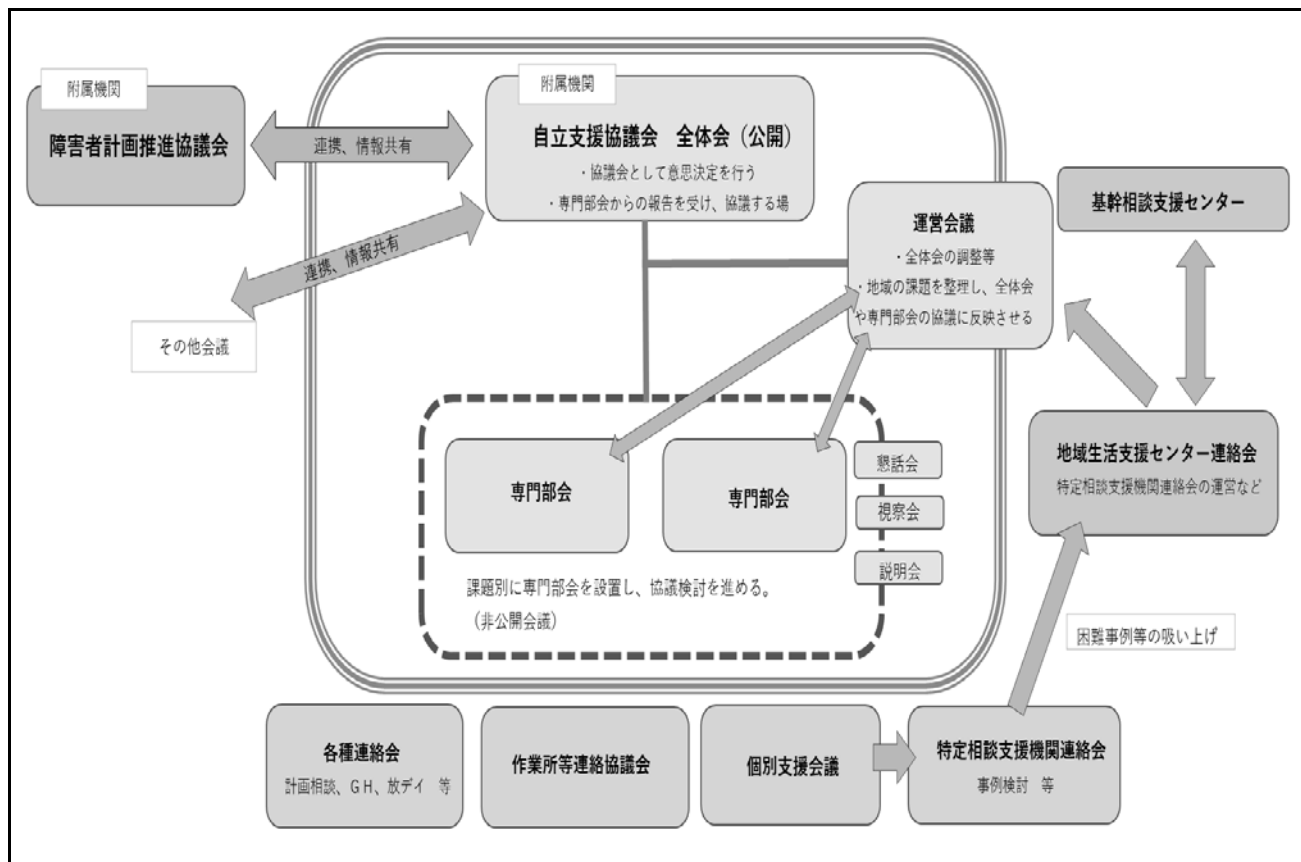 附属機関
障害者計画推進協議会
連携、情報共有
附属機関
自立支援協議会 全体会（公開）
・協議会として意思決定を行う
・専門部会からの報告を受け、協議する場
連携、情報共有
その他会議
運営会議
・全体会の調整等
・地域の課題を整理し、全体会
や専門部会の協議に反映させる
基幹相談支援センター
地域生活支援センター連絡会
特定相談支援機関連絡会の運営など
専門部会
専門部会
懇話会
視察会
説明会
課題別に専門部会を設置し、協議検討を進める。
（非公開会議）
困難事例等の吸い上げ
各種連絡会
計画相談、GH、放デイ 等
作業所等連絡協議会
個別支援会議
特定相談支援機関連絡会
事例検討 等